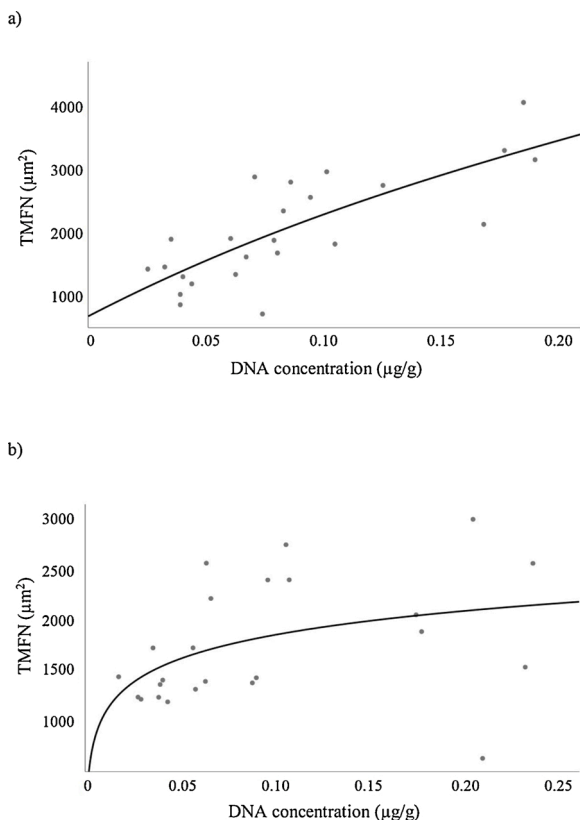 a)
4000
3000
2000
1000
TMFN (µm²)
0 0.05 0.10 0.15 0.20
DNA concentration (µg/g)
b)
3000
2500
2000
1500
1000
TMFN (µm²)
0 0.05 0.10 0.15 0.20 0.25
DNA concentration (µg/g)